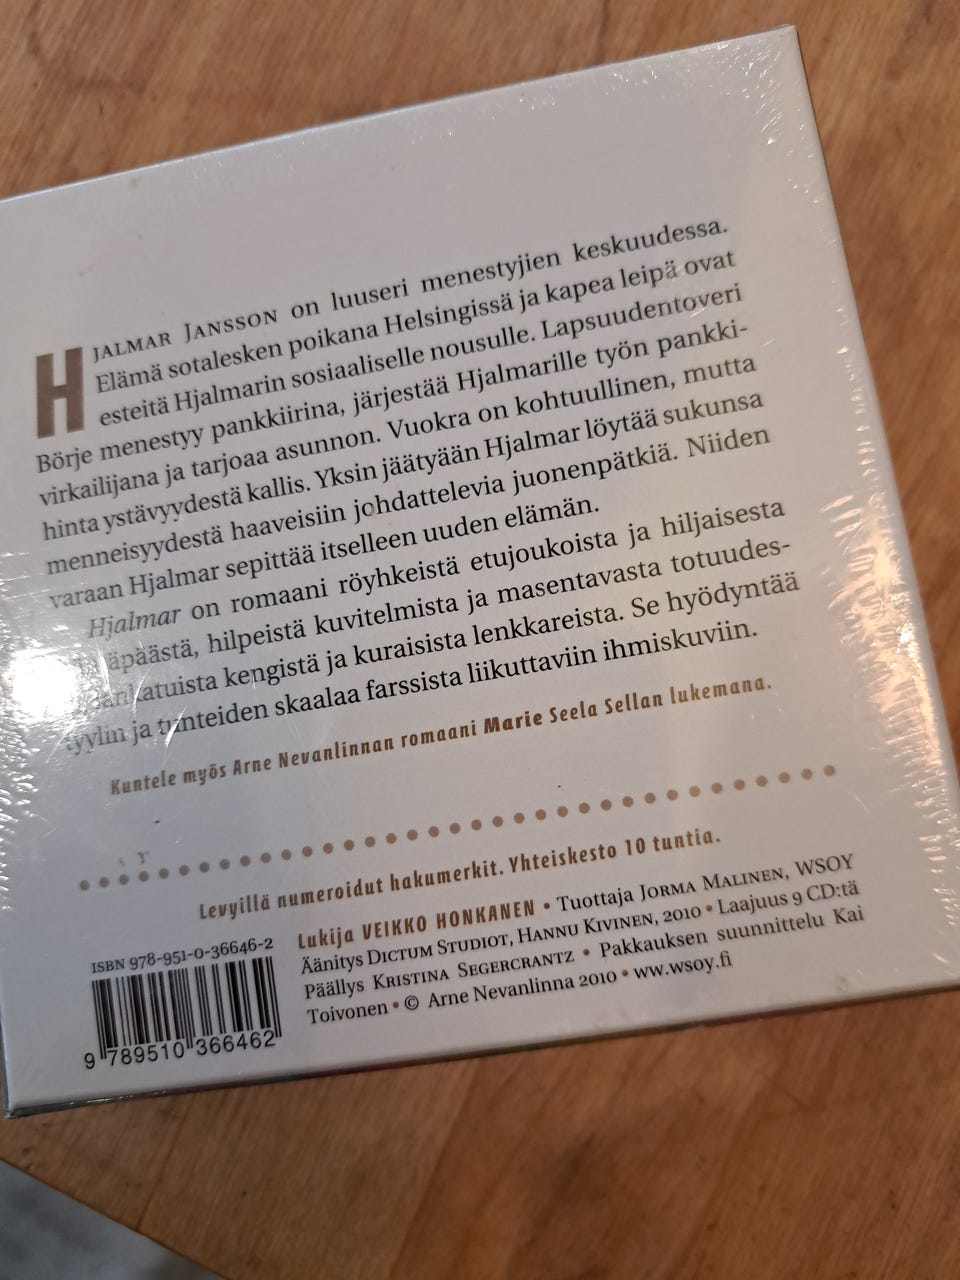 HJALMAR JANSSON on luuseri menestyjien keskuudessa.
Elämä sotalesken poikana Helsingissä ja kapea leipä ovat
esteitä Hjalmarin sosiaaliselle nousulle. Lapsuudentoveri
Börje menestyy pankkiirina, järjestää Hjalmarille työn pankki-
virkailijana ja tarjoaa asunnon. Vuokra on kohtuullinen, mutta
hinta ystävyydestä kallis. Yksin jäätyään Hjalmar löytää sukunsa
menneisyydestä haaveisiin johdattelevia juonenpätkiä. Niiden
varaan Hjalmar sepittää itselleen uuden elämän.
Hjalmar on romaani röyhkeistä etujoukoista ja hiljaisesta
hilpeistä kuvitelmista ja masentavasta totuudes-
kengistä ja kuraisista lenkkareista. Se hyödyntää
tyylin ja tunteiden skaalaa farssista liikuttaviin ihmiskuviin.
Kuntele myös Arne Nevanlinnan romaani Marie Seela Sellan lukemana.
Levyillä numeroidut hakumerkit. Yhteiskesto 10 tuntia.
Lukija VEIKKO HONKANEN • Tuottaja JORMA MALINEN, WSOY
Äänitys DICTUM STUDIOT, HANNU KIVINEN, 2010 • Laajuus 9 CD:tä
Päällys KRISTINA SEGERCRANTZ • Pakkauksen suunnittelu Kai
Toivonen • © Arne Nevanlinna 2010 • ww.wsoy.fi
ISBN 978-951-0-36646-2
9 789510 366462